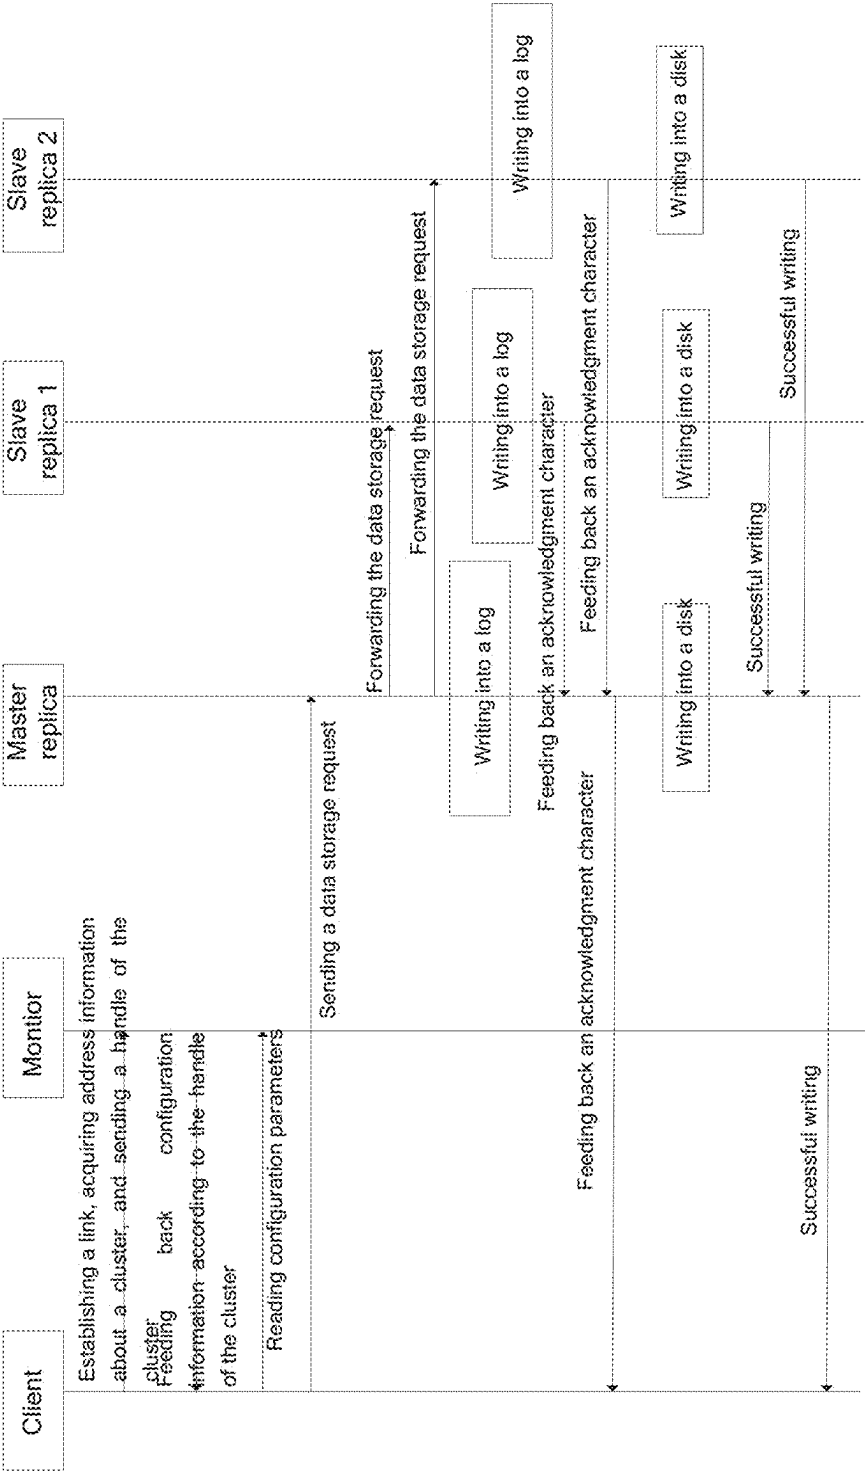 Client
Montior
Master
replica
Slave
replica 1
Slave
replica 2
Establishing a link, acquiring address information
about a cluster, and sending a handle of the
cluster
Feeding back configuration
information according to the handle
of the cluster
Reading configuration parameters
Sending a data storage request
Forwarding the data storage request
Forwarding the data storage request
Writing into a log
Writing into a log
Writing into a log
Feeding back an acknowledgment character
Feeding back an acknowledgment character
Feeding back an acknowledgment character
Writing into a disk
Writing into a disk
Writing into a disk
Successful writing
Successful writing
Successful writing